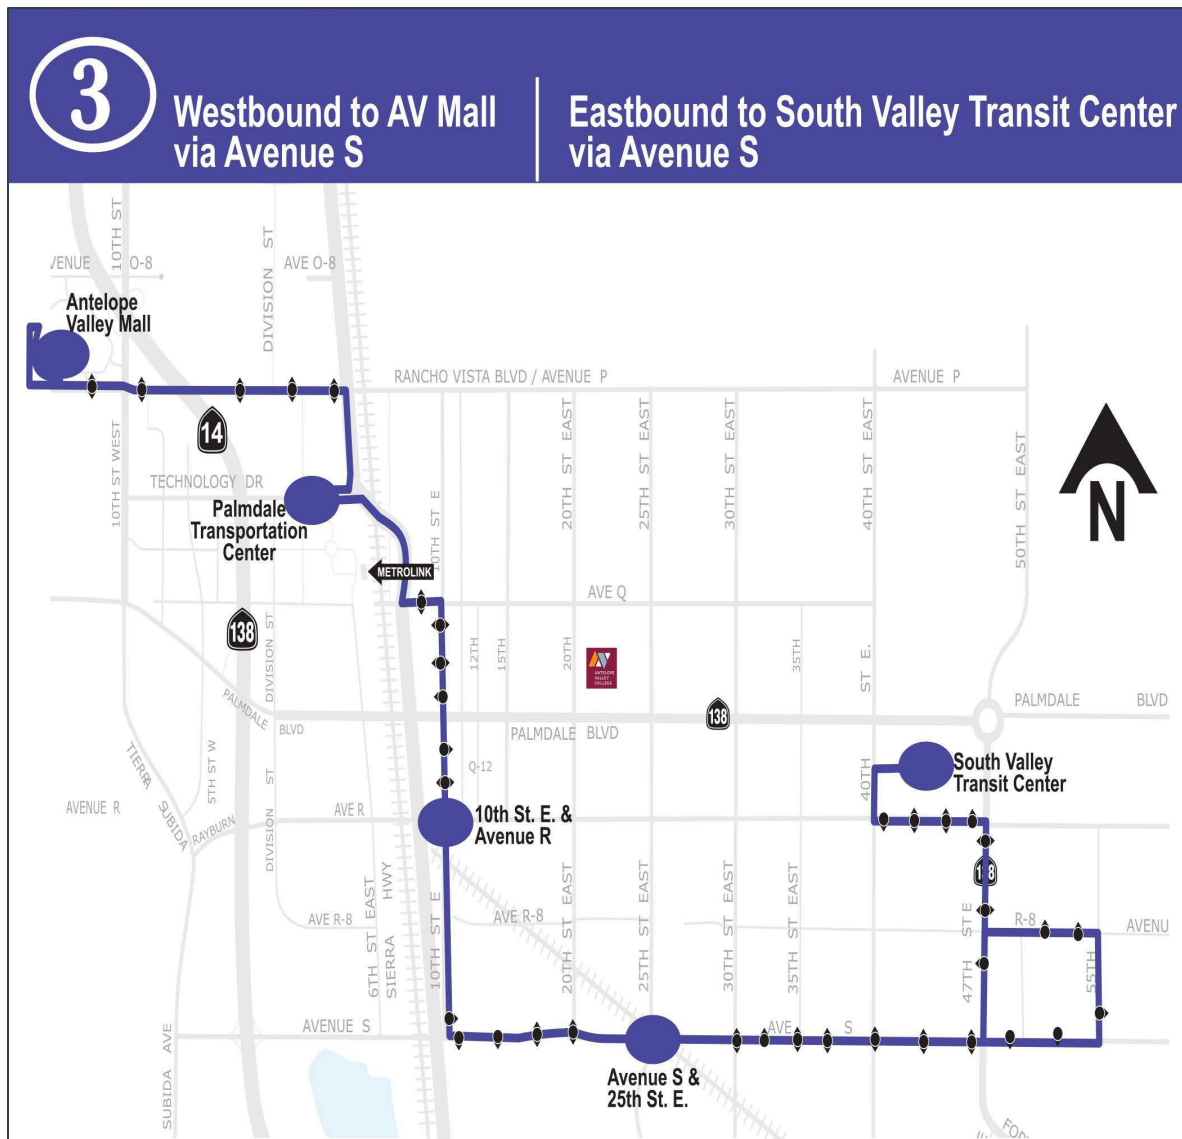 3
Westbound to AV Mall
via Avenue S
Eastbound to South Valley Transit Center
via Avenue S
10TH ST
DIVISION ST
VENUE O-8
AVE O-8
Antelope
Valley Mall
RANCHO VISTA BLVD / AVENUE P
AVENUE P
14
10TH ST WEST
TECHNOLOGY DR
Palmdale
Transportation
Center
10TH ST E
20TH ST EAST
25TH ST EAST
30TH ST EAST
40TH ST EAST
50TH ST EAST
N
METROLINK
AVE Q
138
DIVISION ST
12TH
15TH
20TH
ANTELOPE
VALLEY
COLLEGE
35TH
40TH ST E.
138
PALMDALE BLVD
PALMDALE BLVD
PALMDALE BLVD
TIERRA SUBIDA
5TH ST W
Q-12
South Valley
Transit Center
AVENUE R
RAYBURN
DIVISION ST
AVE R
10th St. E. &
Avenue R
138
6TH ST EAST
SIERRA HWY
10TH ST E
AVE R-8
AVE R-8
20TH ST EAST
25TH ST EAST
30TH ST EAST
35TH ST EAST
47TH ST E
R-8
55TH
AVENU
SUBIDA AVE
AVENUE S
AVE S
Avenue S &
25th St. E.